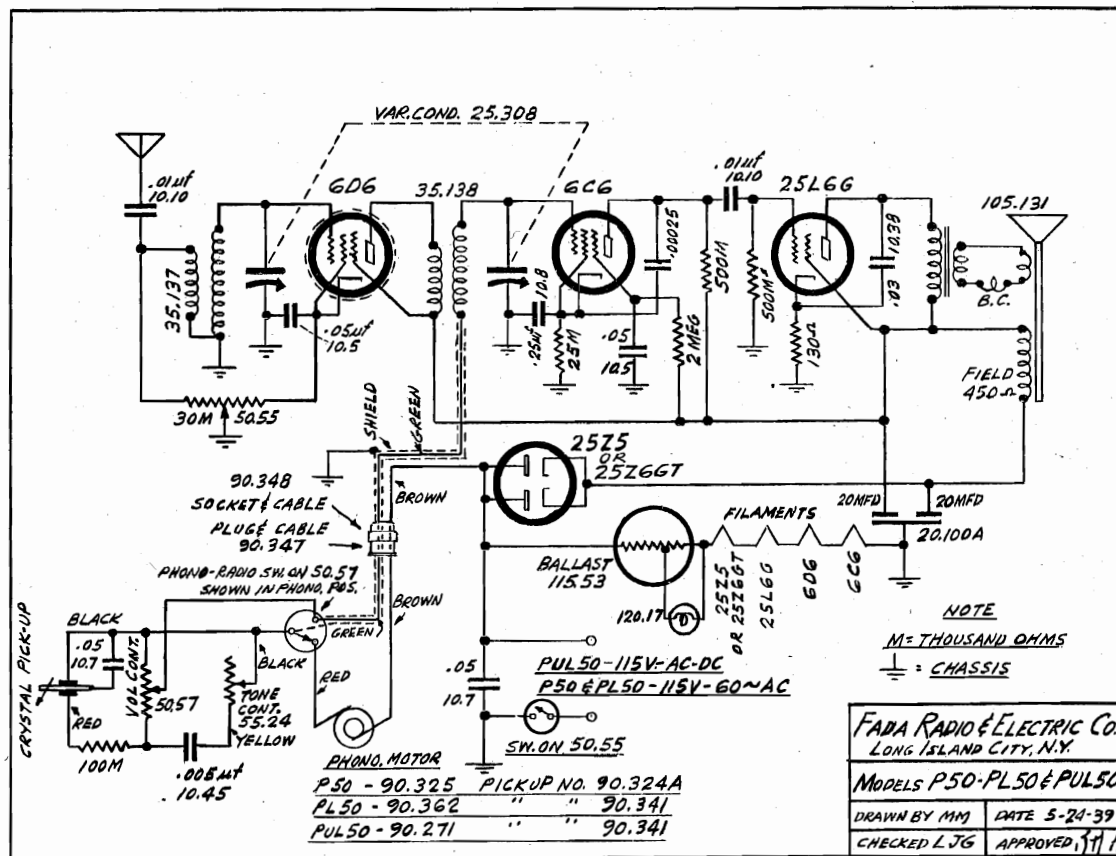 VAR. COND. 25.308
.01µf
10.10
6D6
35.138
6C6
.01µf
10.10
25L6G
105.131
35.137
.00025
500M
500M
10.38
.03
B.C.
.05µf
10.5
.25µf 10.8
25M
.05
10.5
2 MEG
130Ω
FIELD
450Ω
30M 50.55
SHIELD
GREEN
25Z5
OR
25Z6GT
90.348
SOCKET & CABLE
PLUG & CABLE
90.347
BROWN
20MFD
20MFD
20.100A
FILAMENTS
BALLAST
115.53
25Z5
OR 25Z6GT
25L6G
6D6
6C6
PHONO-RADIO SW. ON 50.57
SHOWN IN PHONO. POS.
BROWN
120.17
CRYSTAL PICK-UP
BLACK
.05
10.7
VOL CONT.
50.57
GREEN
BLACK
RED
RED
TONE
CONT.
55.24
YELLOW
100M
.005µf
10.45
PHONO. MOTOR
.05
10.7
PUL50-115V-AC-DC
P50 & PL50-115V-60~AC
SW. ON 50.55
NOTE
M = THOUSAND OHMS
= CHASSIS
P50 - 90.325 PICKUP NO. 90.324A
PL50 - 90.362 " " 90.341
PUL50 - 90.271 " " 90.341
FADA RADIO & ELECTRIC CO.
LONG ISLAND CITY, N.Y.
MODELS P50-PL50 & PUL50
DRAWN BY MM DATE 5-24-39
CHECKED LJG APPROVED